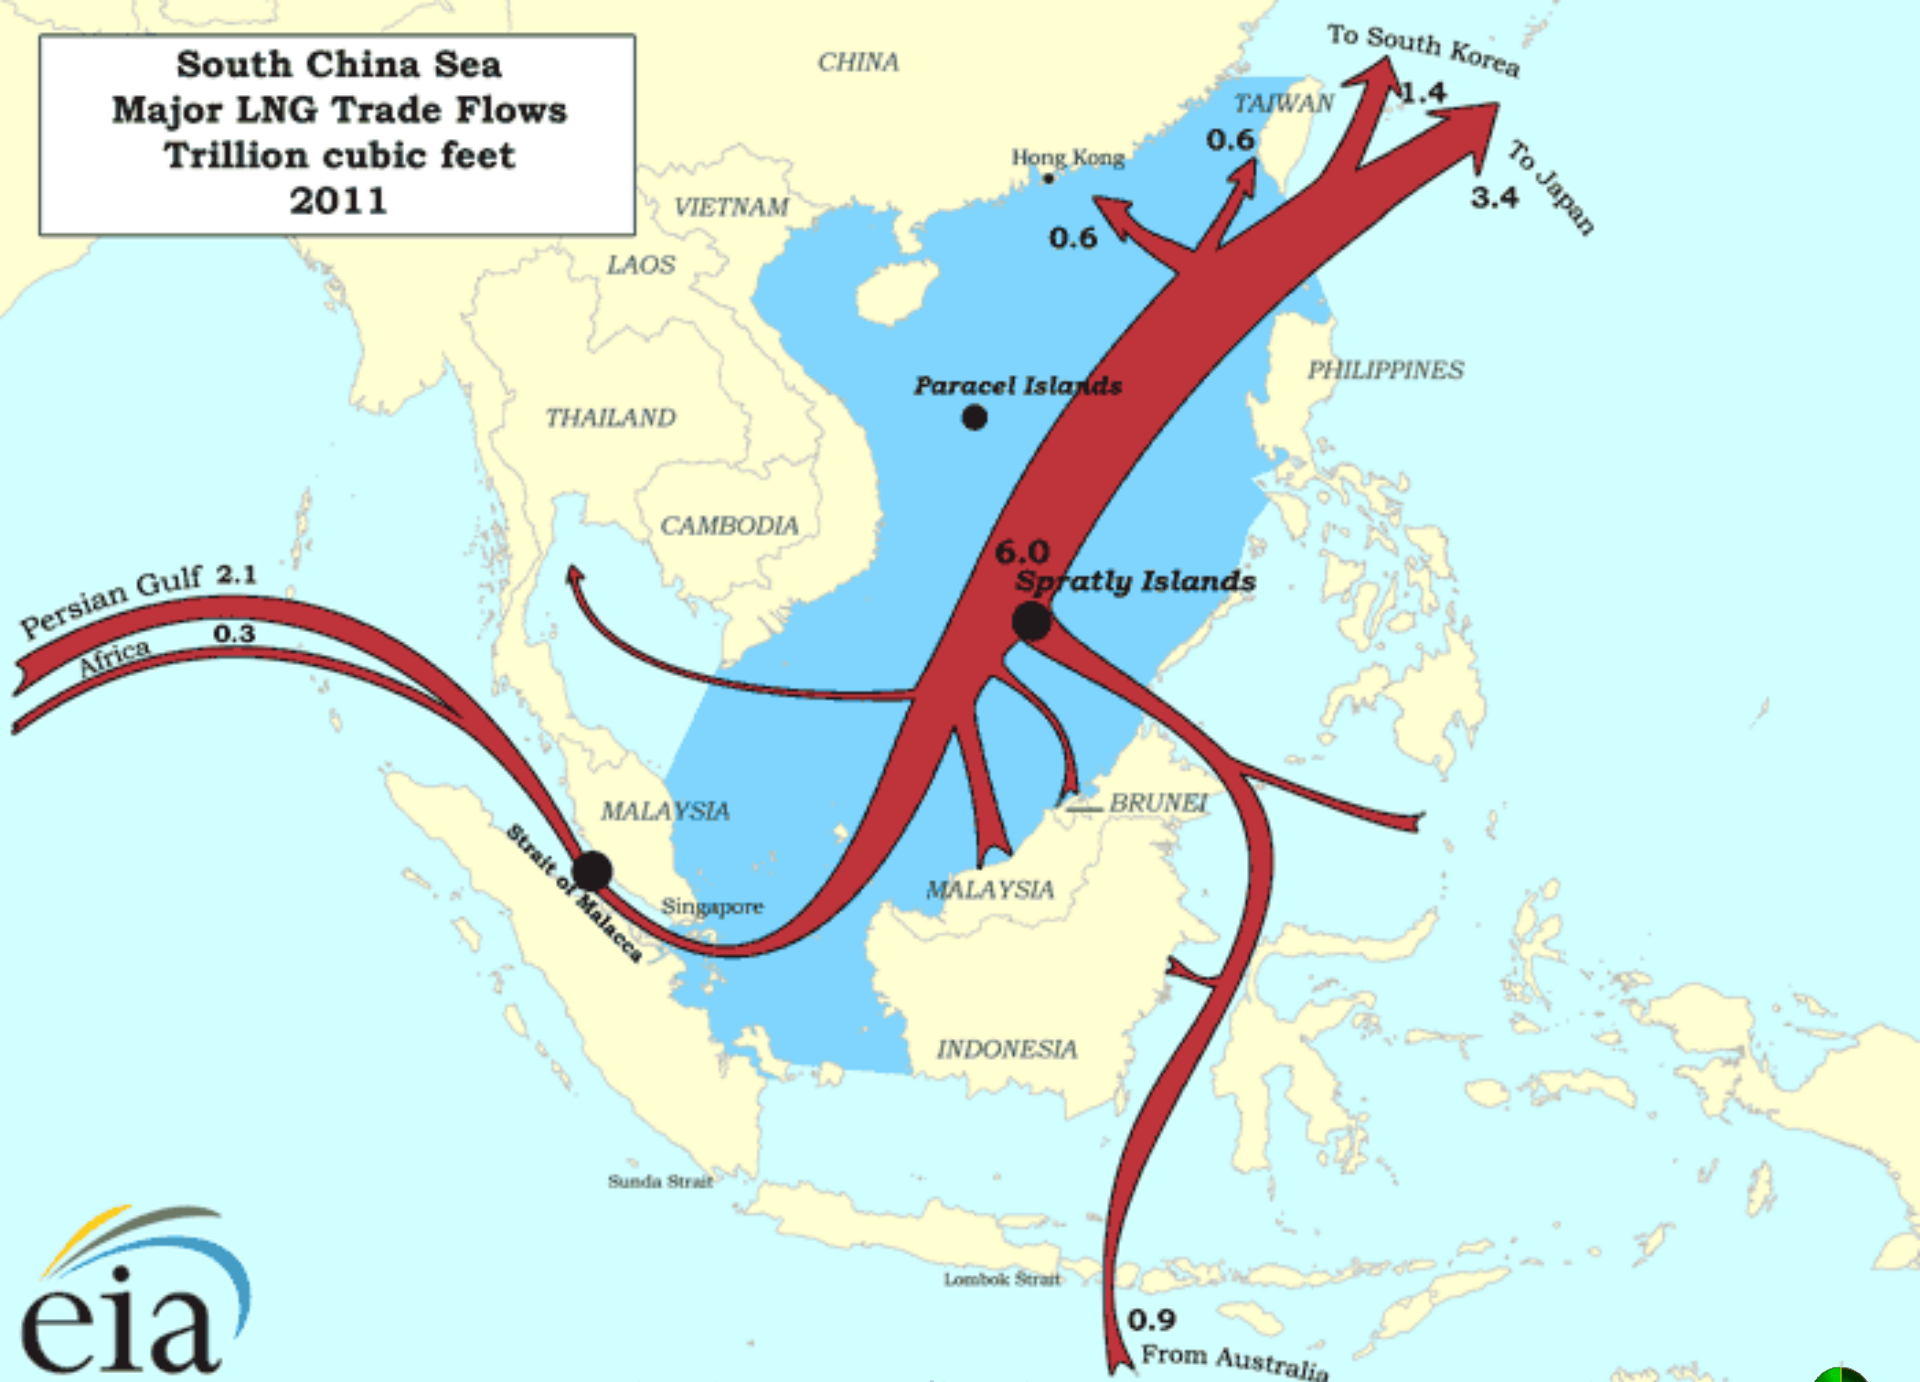 South China Sea
Major LNG Trade Flows
Trillion cubic feet
2011
To South Korea
1.4
CHINA
TAIWAN
0.6
Hong Kong
To Japan
3.4
VIETNAM
0.6
LAOS
PHILIPPINES
Paracel Islands
THAILAND
CAMBODIA
6.0
Spratly Islands
Persian Gulf 2.1
0.3
Africa
MALAYSIA
BRUNEI
Strait of Malacca
Singapore
MALAYSIA
INDONESIA
Sunda Strait
Lombok Strait
0.9
From Australia
eia